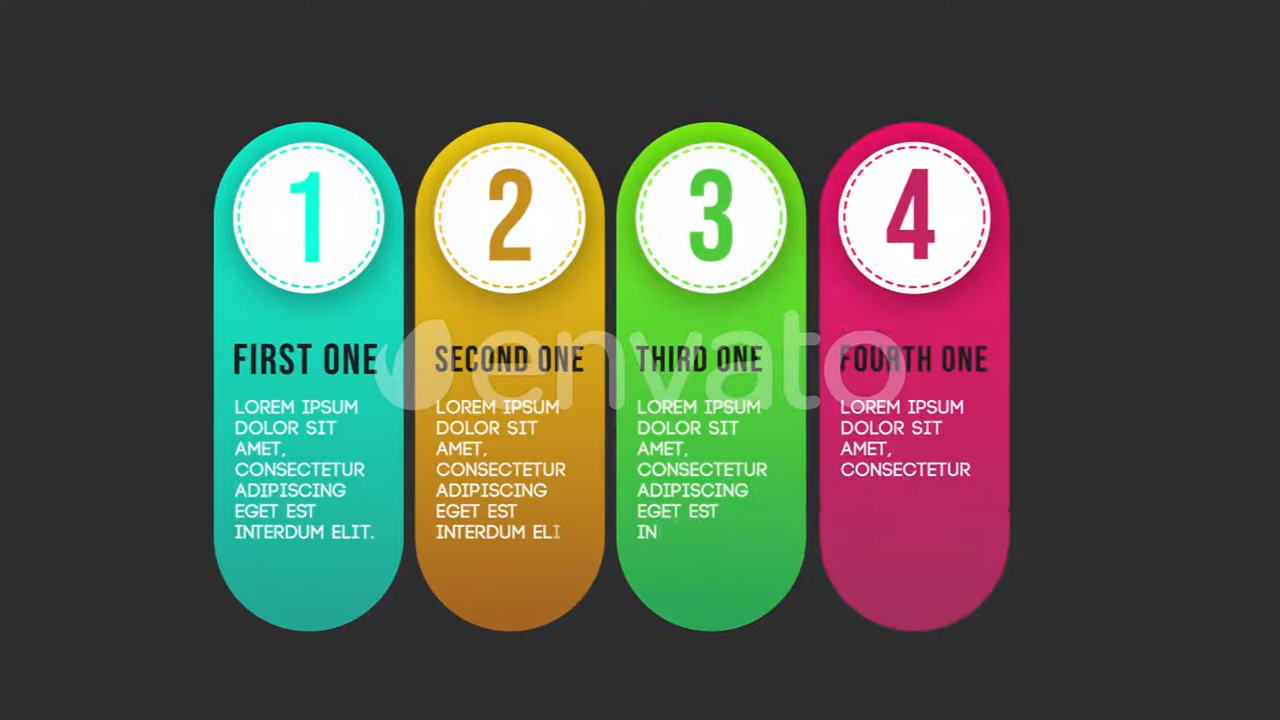 1
FIRST ONE
LOREM IPSUM
DOLOR SIT
AMET,
CONSECTETUR
ADIPISCING
EGET EST
INTERDUM ELIT.
2
SECOND ONE
LOREM IPSUM
DOLOR SIT
AMET,
CONSECTETUR
ADIPISCING
EGET EST
INTERDUM ELI
3
THIRD ONE
LOREM IPSUM
DOLOR SIT
AMET,
CONSECTETUR
ADIPISCING
EGET EST
IN
4
FOURTH ONE
LOREM IPSUM
DOLOR SIT
AMET,
CONSECTETUR
envato